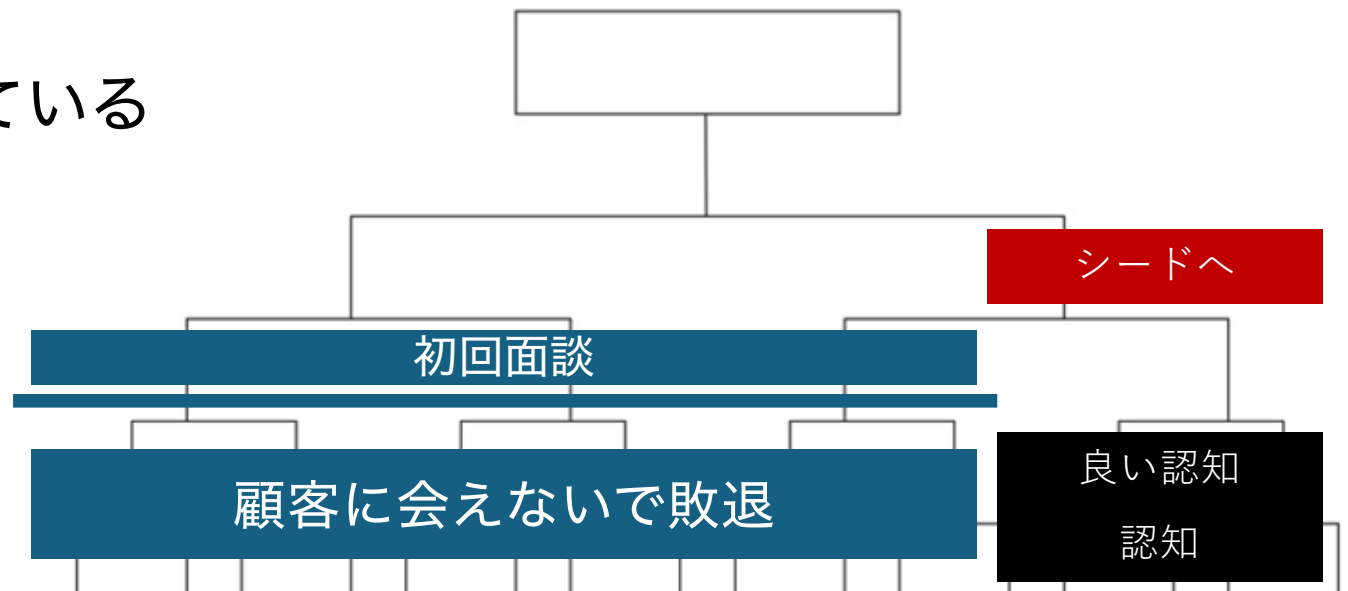 ている
シードへ
初回面談
顧客に会えないで敗退
良い認知
認知